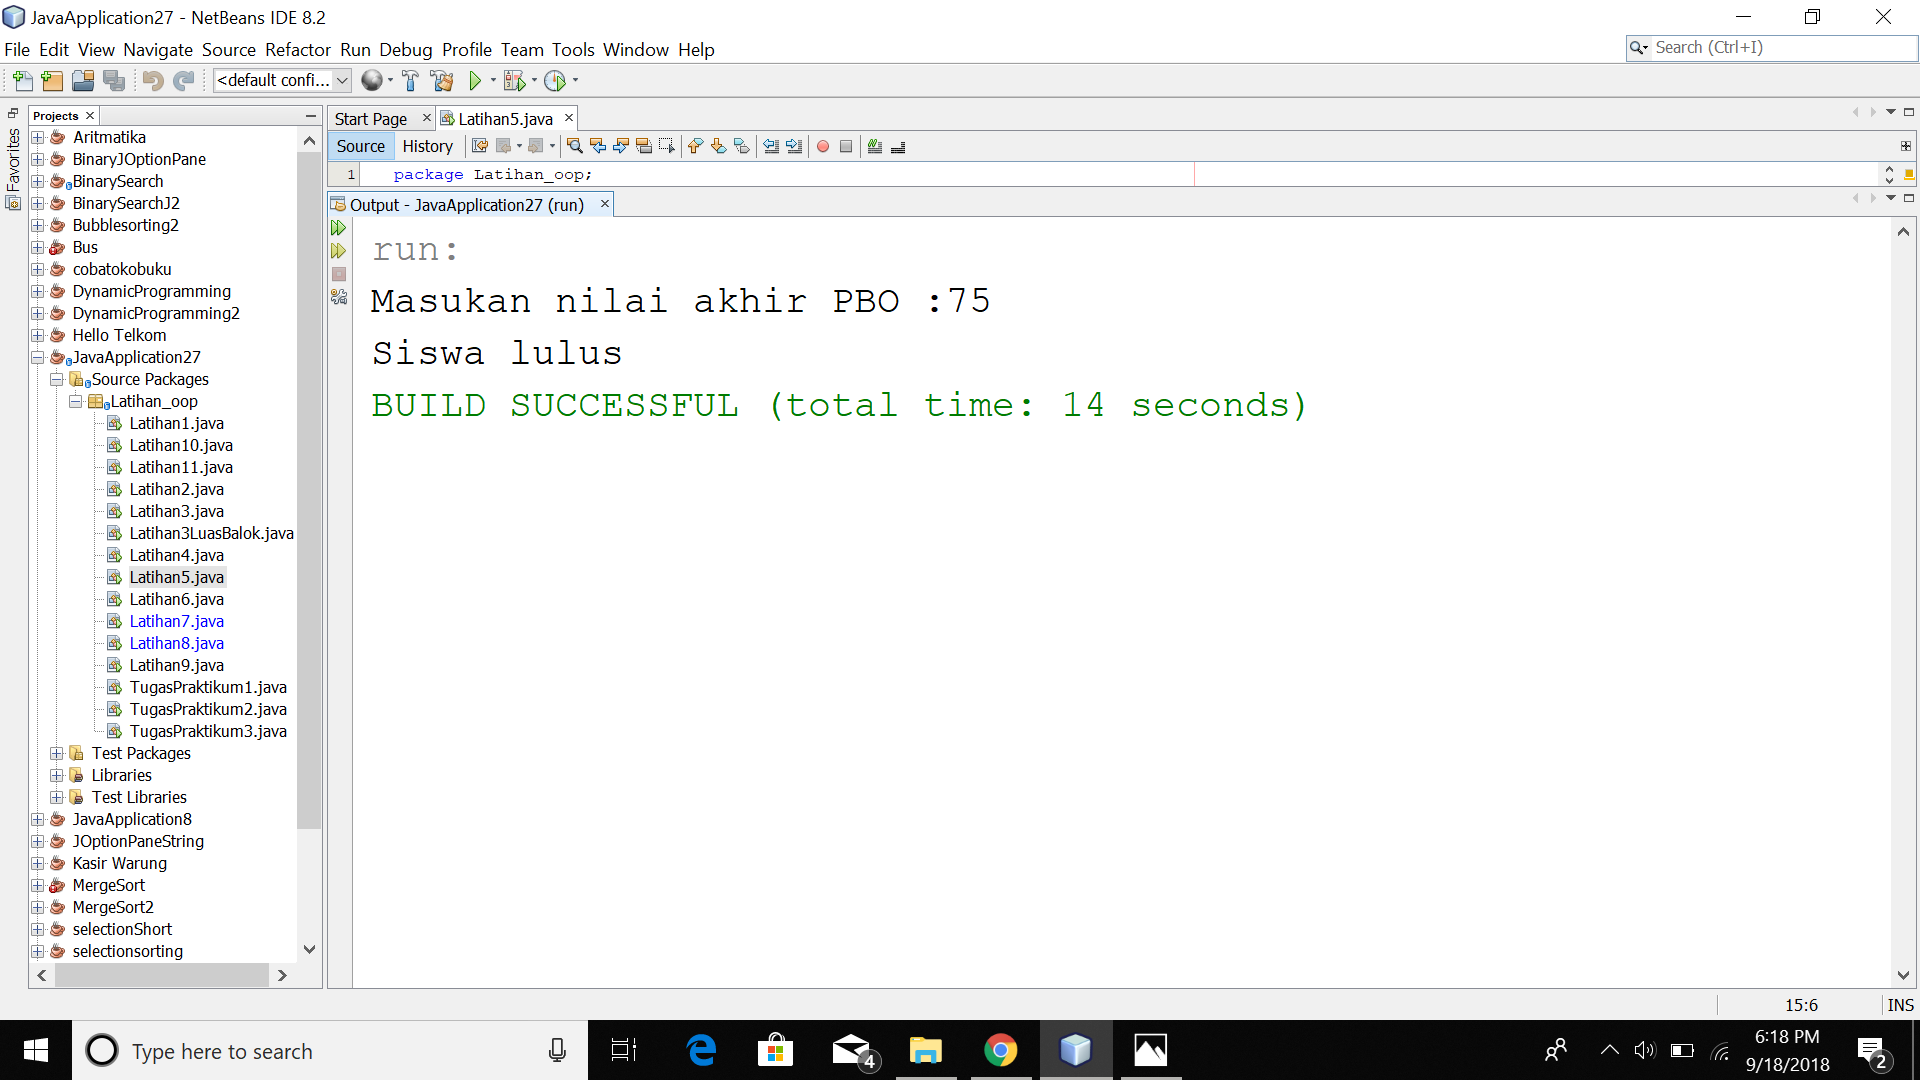 JavaApplication27 - NetBeans IDE 8.2
File Edit View Navigate Source Refactor Run Debug Profile Team Tools Window Help
Search (Ctrl+I)
<default confi...
Favorites
Projects
Aritmatika
BinaryJOptionPane
BinarySearch
BinarySearchJ2
Bubblesorting2
Bus
cobatokobuku
DynamicProgramming
DynamicProgramming2
Hello Telkom
JavaApplication27
Source Packages
Latihan_oop
Latihan1.java
Latihan10.java
Latihan11.java
Latihan2.java
Latihan3.java
Latihan3LuasBalok.java
Latihan4.java
Latihan5.java
Latihan6.java
Latihan7.java
Latihan8.java
Latihan9.java
TugasPraktikum1.java
TugasPraktikum2.java
TugasPraktikum3.java
Test Packages
Libraries
Test Libraries
JavaApplication8
JOptionPaneString
Kasir Warung
MergeSort
MergeSort2
selectionShort
selectionsorting
Start Page Latihan5.java
Source History
1 package Latihan_oop;
Output - JavaApplication27 (run)
run:
Masukan nilai akhir PBO :75
Siswa lulus
BUILD SUCCESSFUL (total time: 14 seconds)
15:6 INS
Type here to search
4
6:18 PM
9/18/2018
2